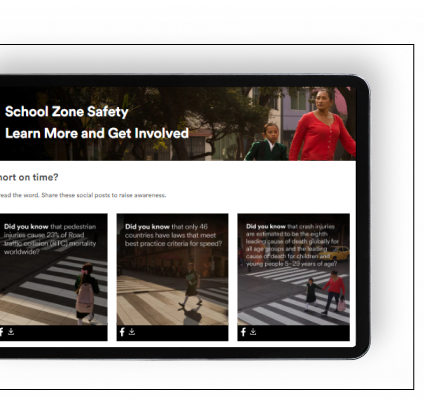 School Zone Safety
Learn More and Get Involved
hort on time?
read the word. Share these social posts to raise awareness.
Did you know that pedestrian
injuries cause 23% of Road
traffic collision (RTC) mortality
worldwide?
Did you know that only 46
countries have laws that meet
best practice criteria for speed?
Did you know that crash injuries
are estimated to be the eighth
leading cause of death globally for
all age groups and the leading
cause of death for children and
young people 5–29 years of age?